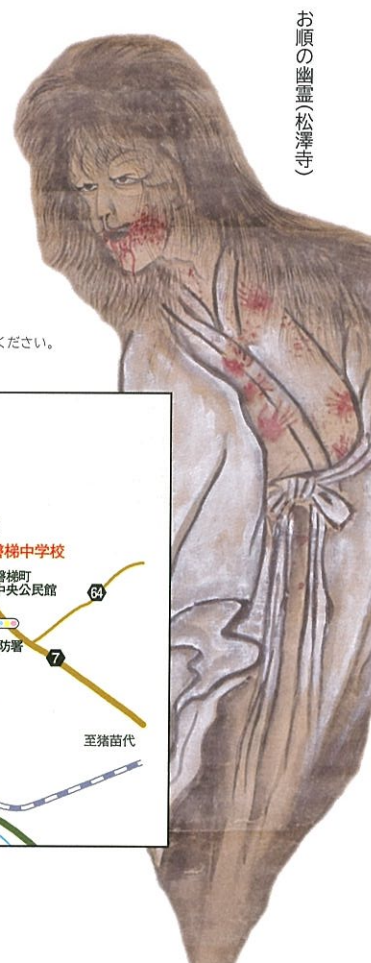 お順の幽霊(松澤寺)
ください。
磐梯中学校
磐梯町
中央公民館
64
防署
7
至猪苗代